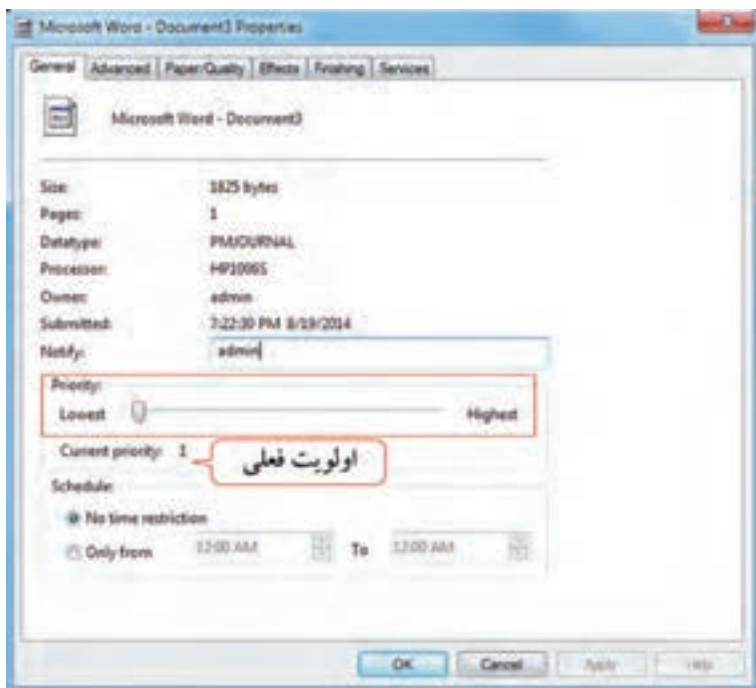 Microsoft Word - Document3 Properties
General Advanced Paper/Quality Effects Finishing Services
Microsoft Word - Document3
Size: 1825 bytes
Pages: 1
Datatype: PMJOURNAL
Processor: HP1006S
Owner: admin
Submitted: 7:22:30 PM 8/19/2014
Notify: admin
Priority:
Lowest Highest
Current priority: 1
اولویت فعلی
Schedule:
No time restriction
Only from 12:00 AM To 12:00 AM
OK Cancel Apply Help